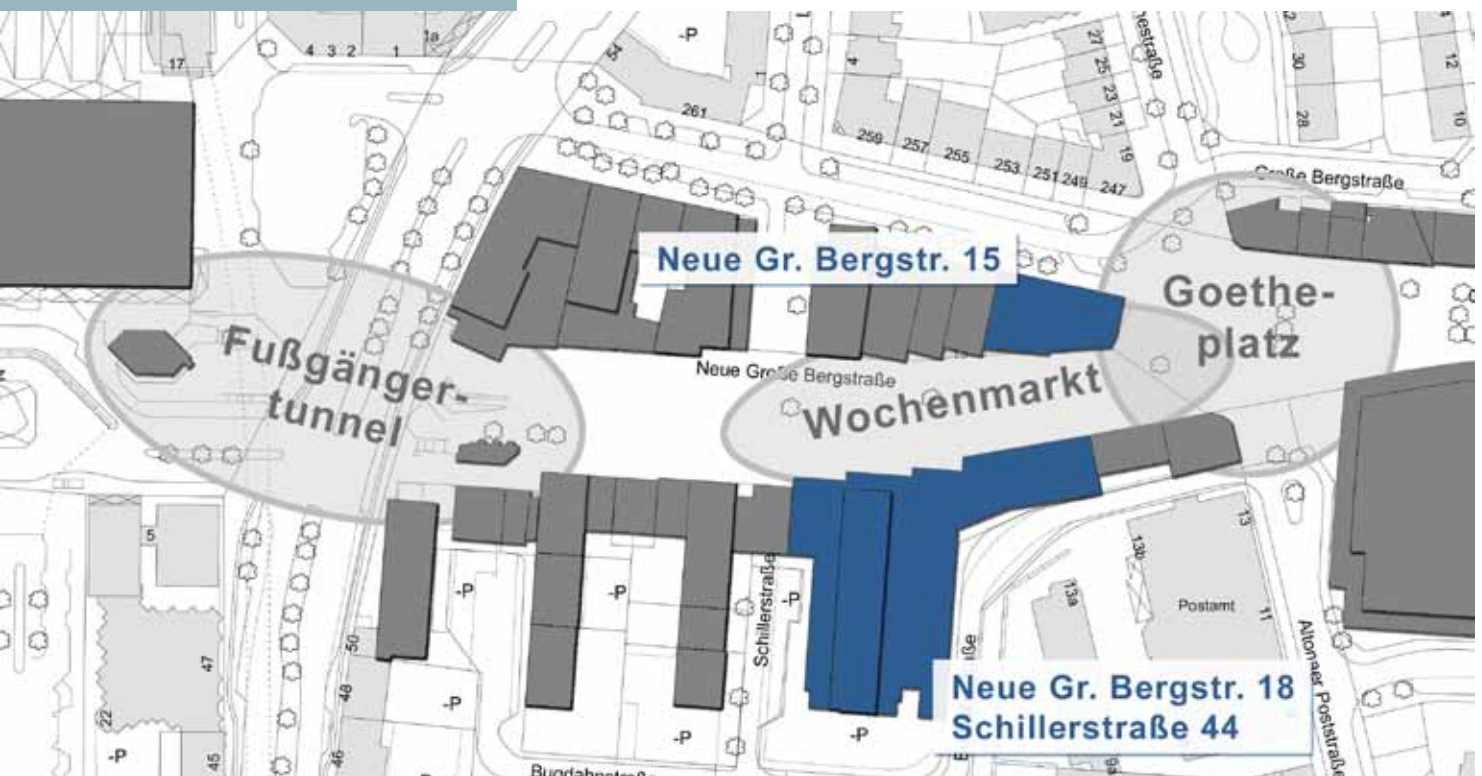 17
4 3 2 1
1a
54
-P
1
261
4
259
257
255
253
251
249
247
27
25
23
21
19
30
28
12
10
Große Bergstraße
Neue Gr. Bergstr. 15
Goethe-
platz
Fußgänger-
tunnel
Neue Große Bergstraße
Wochenmarkt
5
47
22
-P
45
50
48
46
-P
-P
-P
-P
Schillerstraße
-P
-P
13
13b
13a
Postamt
11
Altonaer Poststraße
9a
Neue Gr. Bergstr. 18
Schillerstraße 44